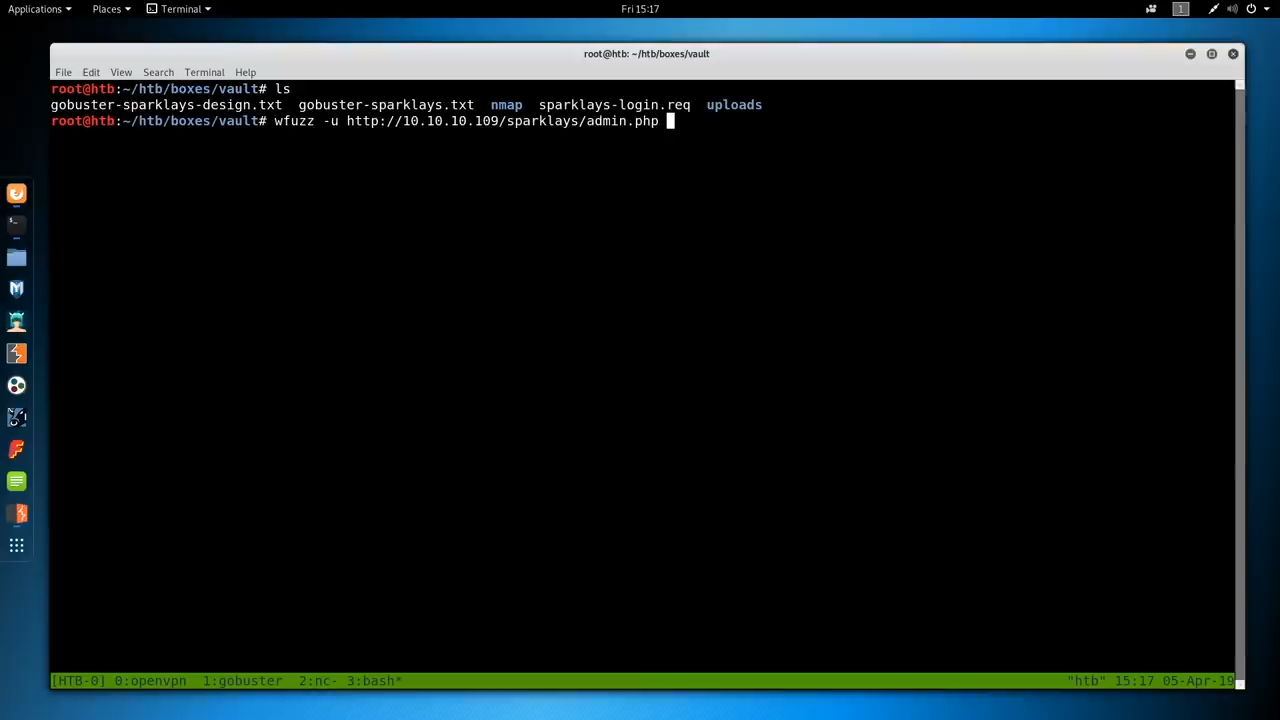 Applications Places Terminal Fri 15:17 1
root@htb: ~/htb/boxes/vault
File Edit View Search Terminal Help
root@htb:~/htb/boxes/vault# ls
gobuster-sparklays-design.txt gobuster-sparklays.txt nmap sparklays-login.req uploads
root@htb:~/htb/boxes/vault# wfuzz -u http://10.10.10.109/sparklays/admin.php
[HTB-0] 0:openvpn 1:gobuster 2:nc- 3:bash* "htb" 15:17 05-Apr-19